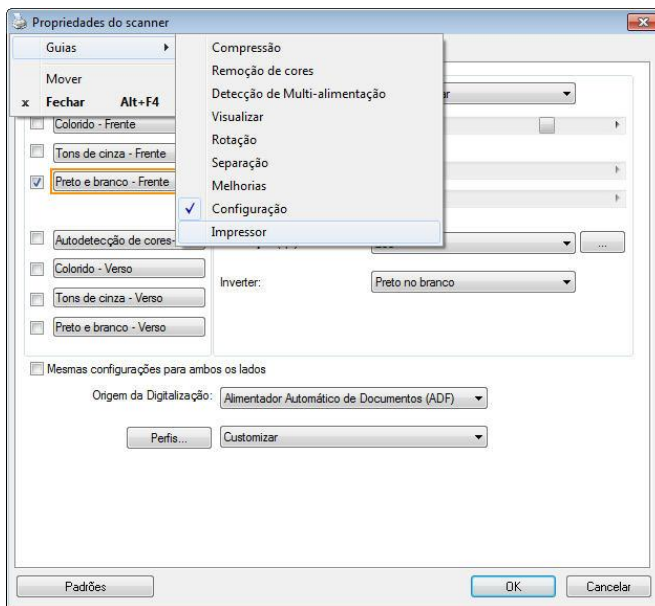 Propriedades do scanner
Guias
Mover
x Fechar Alt+F4
Compressão
Remoção de cores
Detecção de Multi-alimentação
Visualizar
Rotação
Separação
Melhorias
Configuração
Impressor
Colorido - Frente
Tons de cinza - Frente
Preto e branco - Frente
Autodetecção de cores-
Colorido - Verso
Tons de cinza - Verso
Preto e branco - Verso
Inverter: Preto no branco
...
Mesmas configurações para ambos os lados
Origem da Digitalização: Alimentador Automático de Documentos (ADF)
Perfis... Customizar
Padrões OK Cancelar